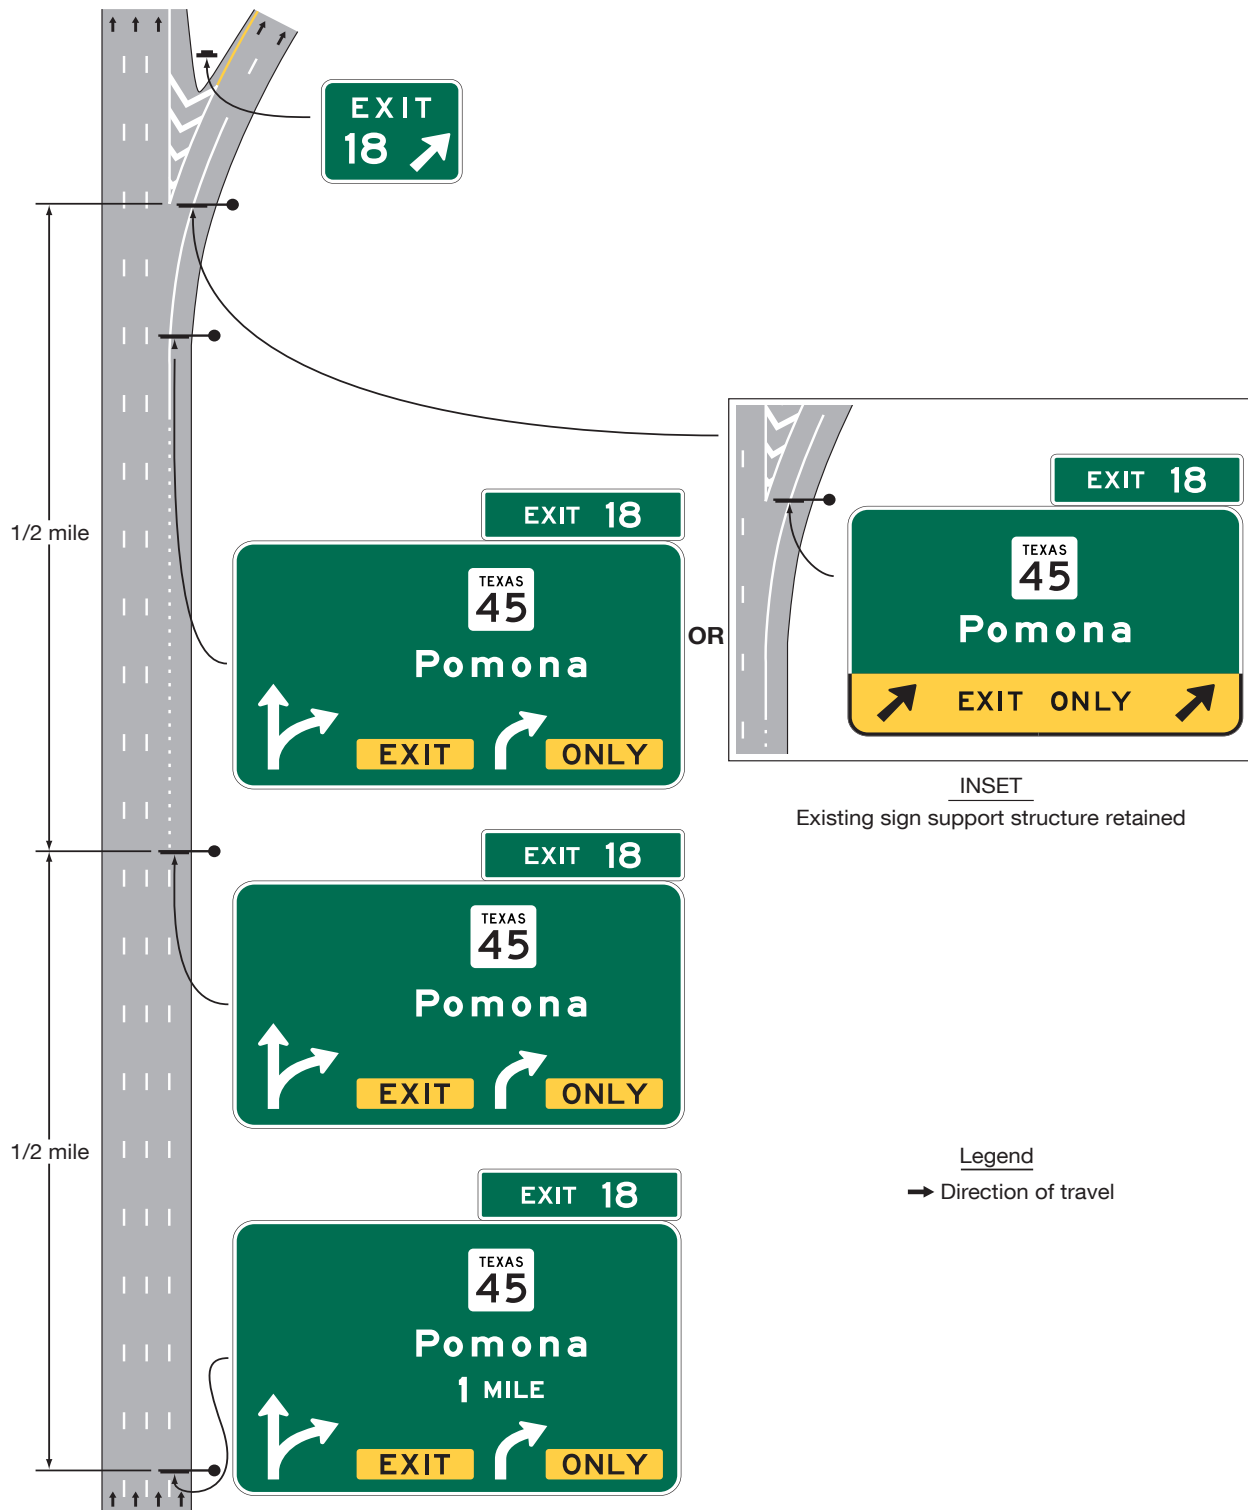 EXIT
18
1/2 mile
EXIT 18
TEXAS
45
Pomona
EXIT ONLY
OR
EXIT 18
TEXAS
45
Pomona
EXIT ONLY
INSET
Existing sign support structure retained
EXIT 18
TEXAS
45
Pomona
EXIT ONLY
1/2 mile
Legend
Direction of travel
EXIT 18
TEXAS
45
Pomona
1 MILE
EXIT ONLY